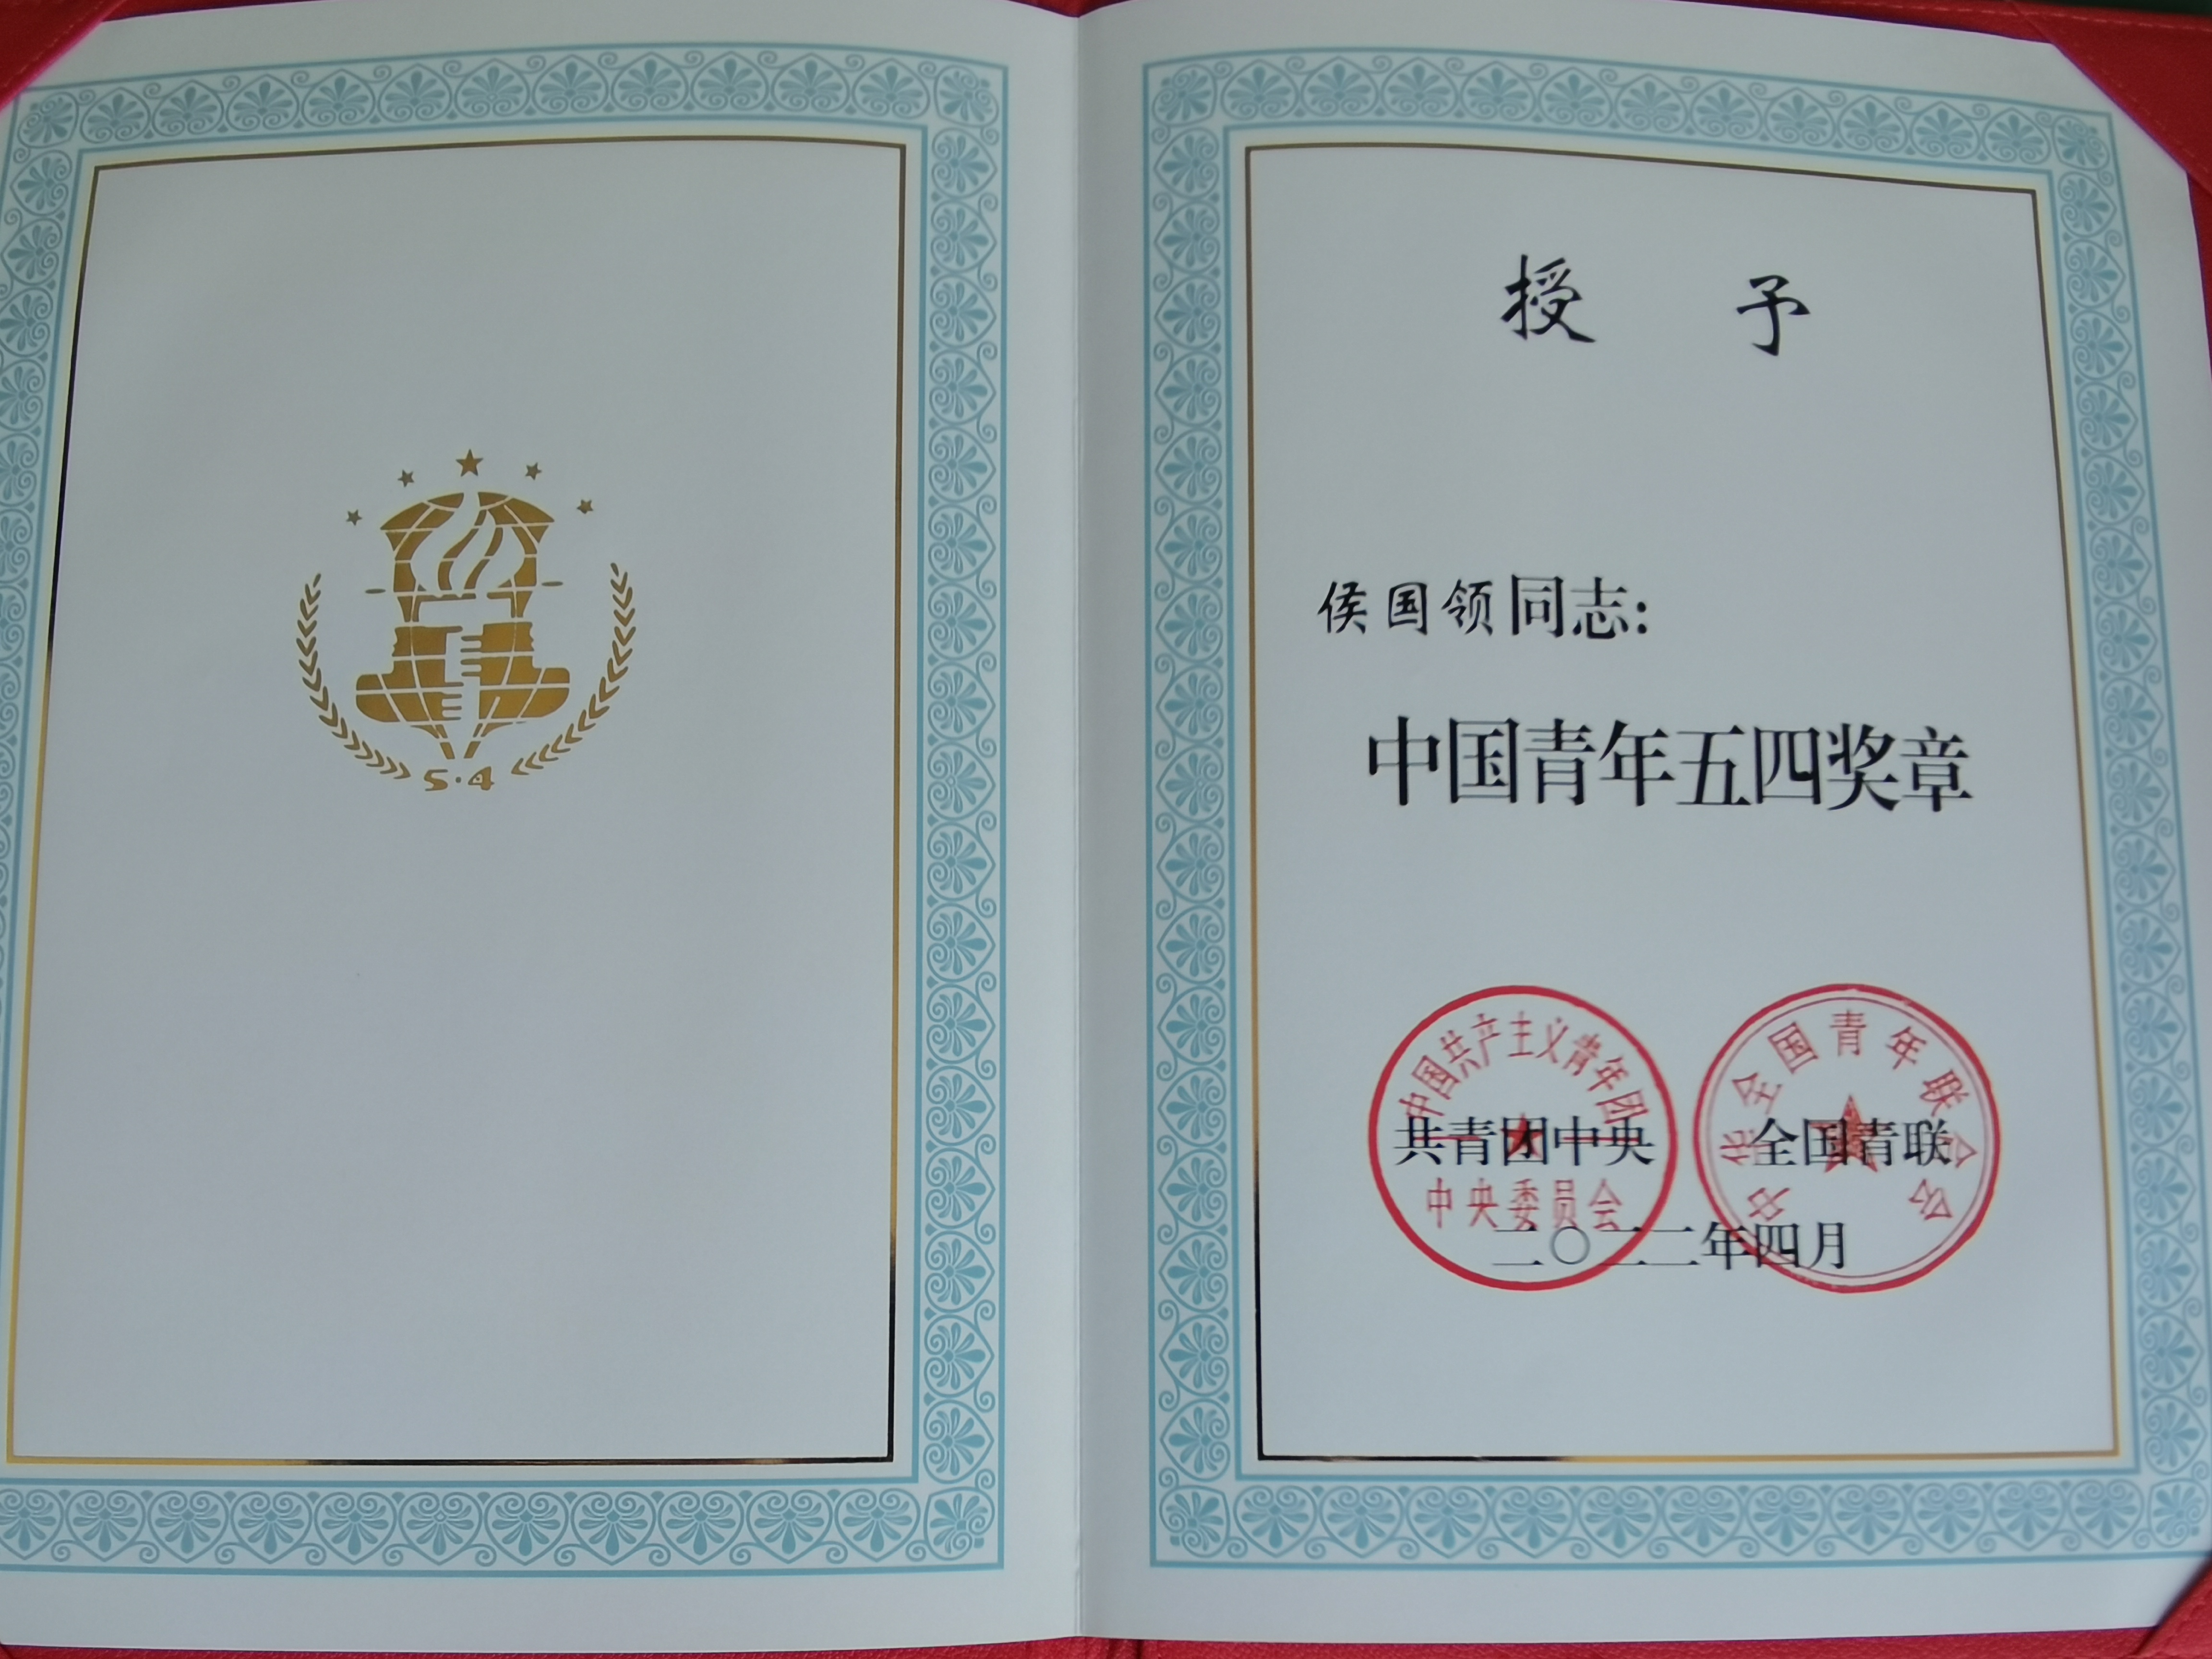 5·4
授 予
侯国领同志:
中国青年五四奖章
中国共产主义青年团
中央委员会
中华全国青年联合会
共青团中央 全国青联
二〇二二年四月